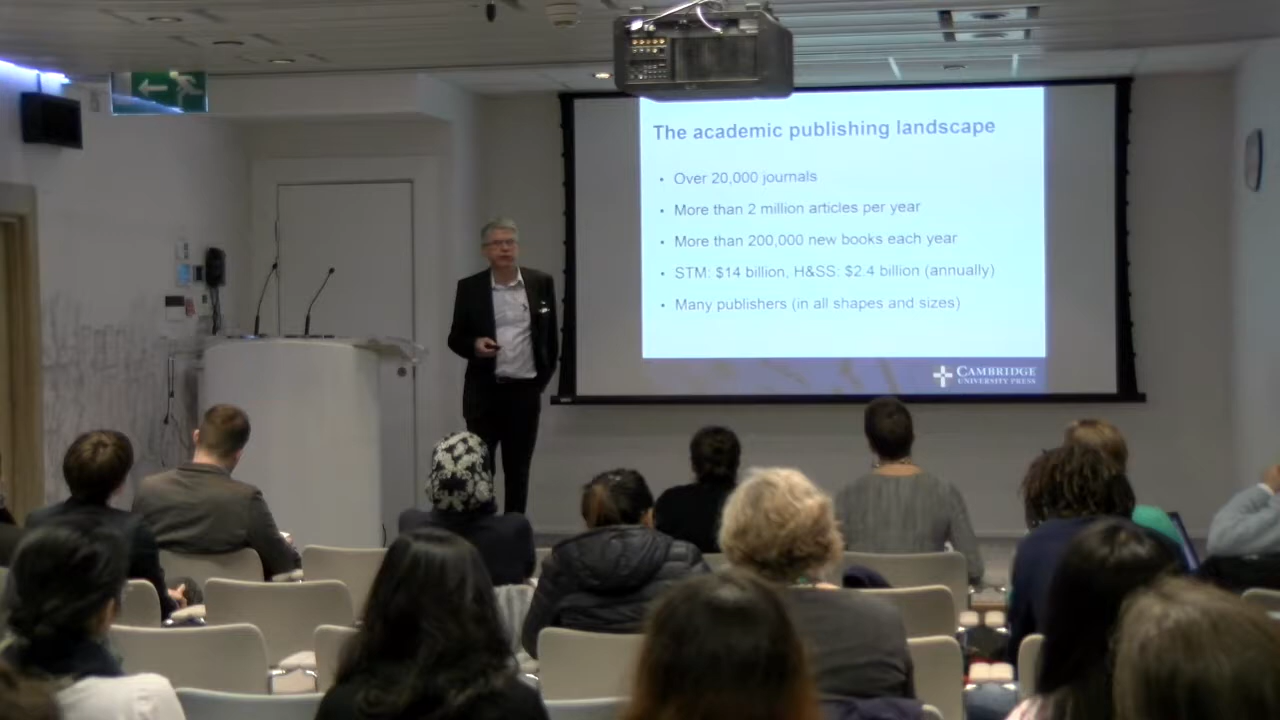 The academic publishing landscape
• Over 20,000 journals
• More than 2 million articles per year
• More than 200,000 new books each year
• STM: $14 billion, H&SS: $2.4 billion (annually)
• Many publishers (in all shapes and sizes)
CAMBRIDGE
UNIVERSITY PRESS